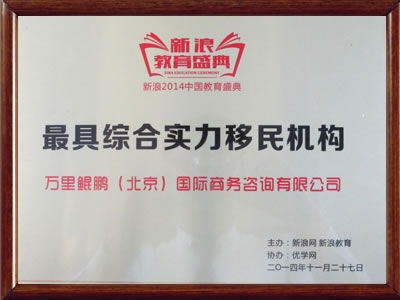 新浪
教育盛典
SINA EDUCATION CEREMONY
新浪2014中国教育盛典
最具综合实力移民机构
万里鲲鹏（北京）国际商务咨询有限公司
主办：新浪网 新浪教育
协办：优学网
二〇一四年十一月二十七日